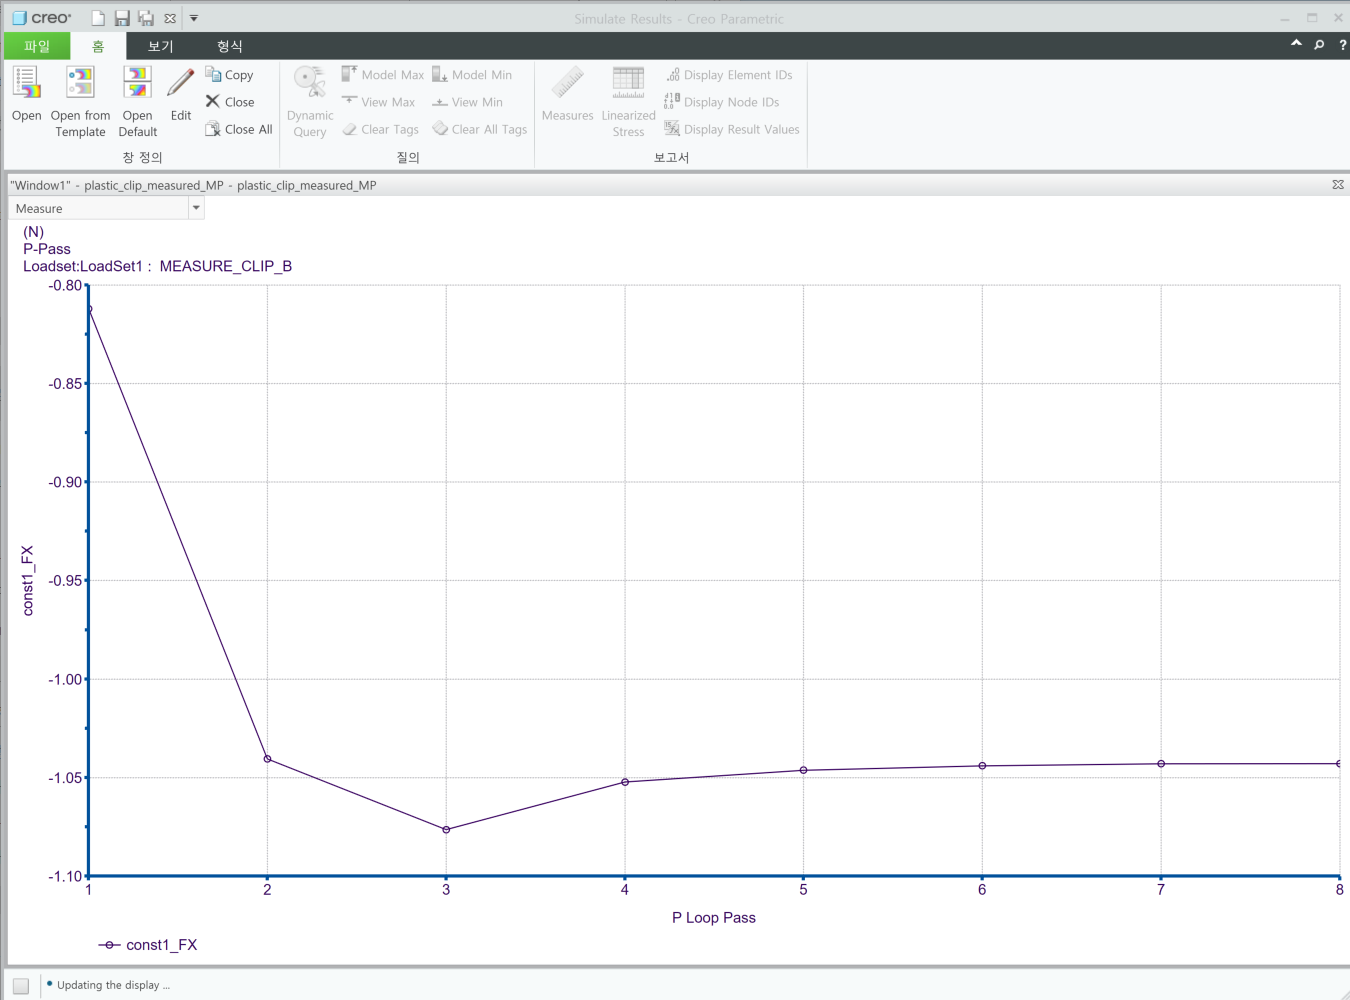 creo°
Simulate Results - Creo Parametric
파일 홈 보기 형식
?
Open
Open from Template
Open Default
Edit
Copy
Close
Close All
창 정의
Dynamic Query
Model Max
Model Min
View Max
View Min
Clear Tags
Clear All Tags
질의
Measures
Linearized Stress
Display Element IDs
Display Node IDs
Display Result Values
보고서
"Window1" - plastic_clip_measured_MP - plastic_clip_measured_MP
Measure
(N)
P-Pass
Loadset:LoadSet1 : MEASURE_CLIP_B
-0.80
-0.85
-0.90
-0.95
-1.00
-1.05
-1.10
const1_FX
1 2 3 4 5 6 7 8
P Loop Pass
const1_FX
Updating the display ...